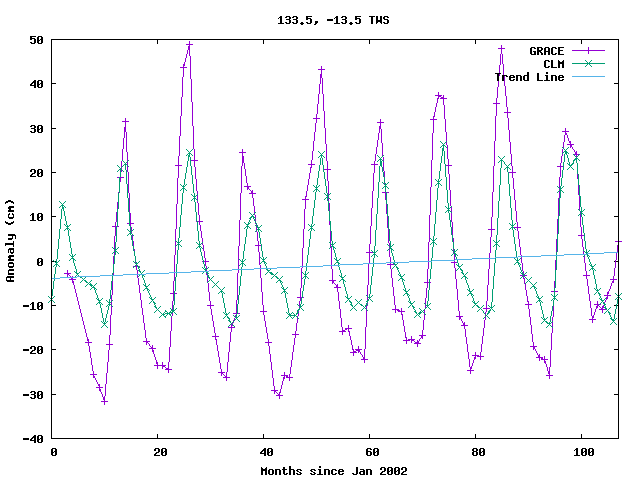 133.5, -13.5 TWS
GRACE
CLM
Trend Line
50
40
30
20
10
0
-10
-20
-30
-40
Anomaly (cm)
0 20 40 60 80 100
Months since Jan 2002